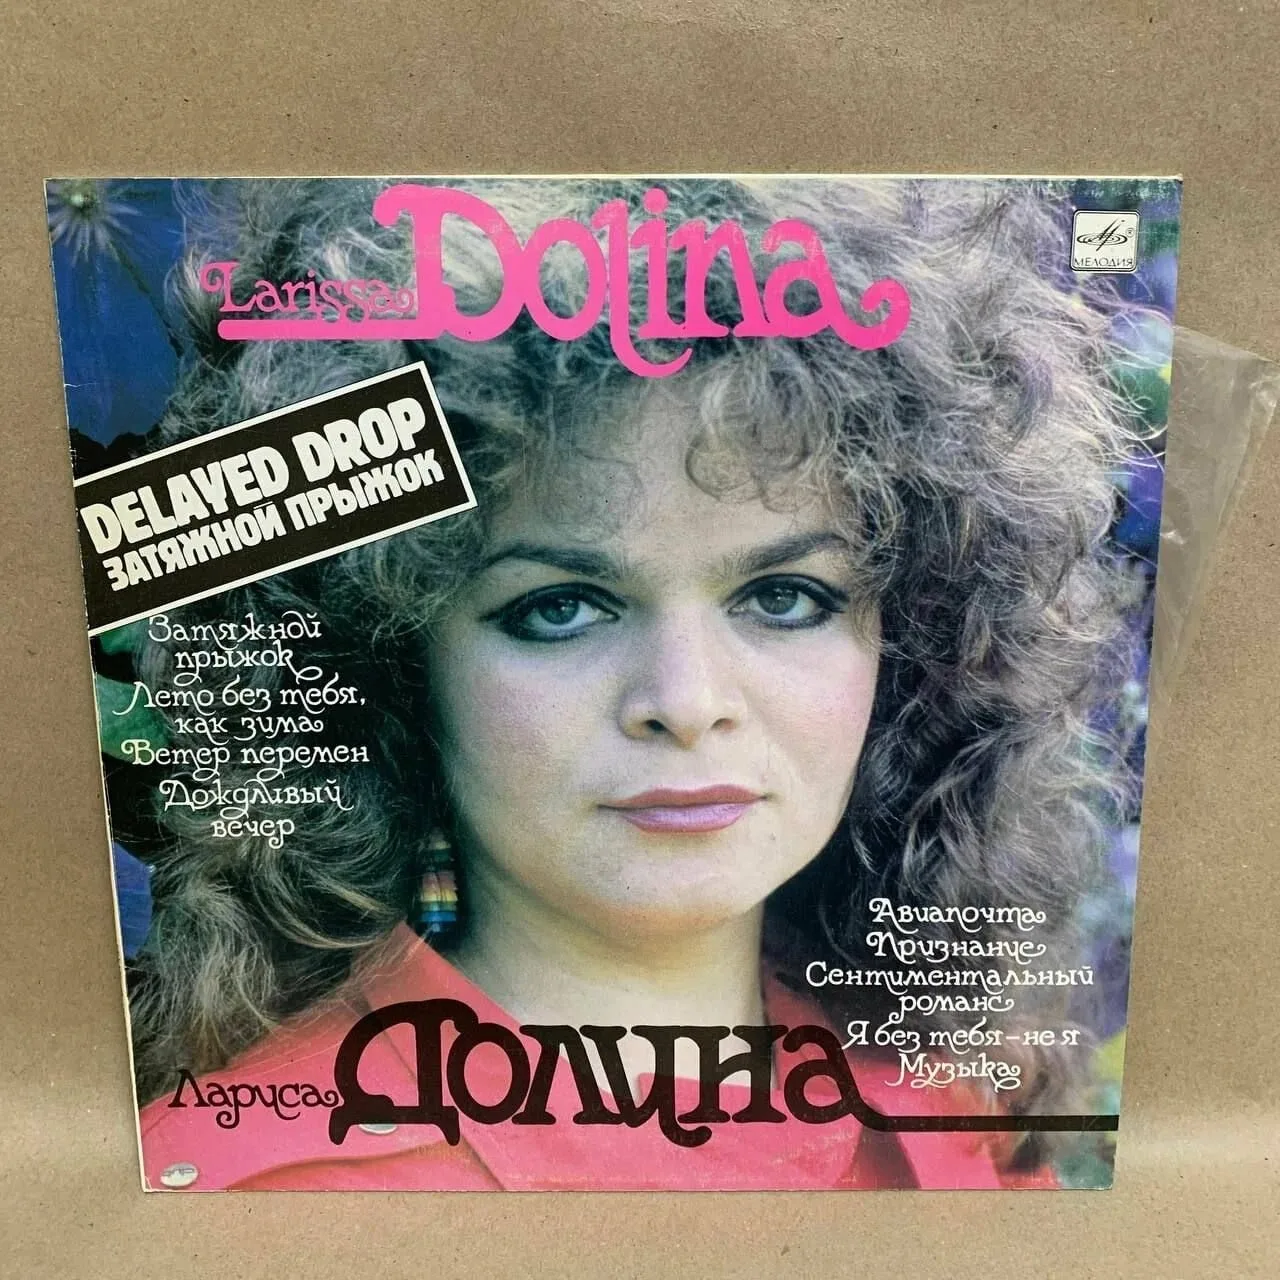 Larissa Dolina
МЕЛОДИЯ
DELAYED DROP
ЗАТЯЖНОЙ ПРЫЖОК
Затяжной
прыжок
Лето без тебя,
как зима
Ветер перемен
Дождливый
вечер
Авиапочта
Признание
Сентиментальный
романс
Я без тебя – не я
Музыка
Лариса Долина